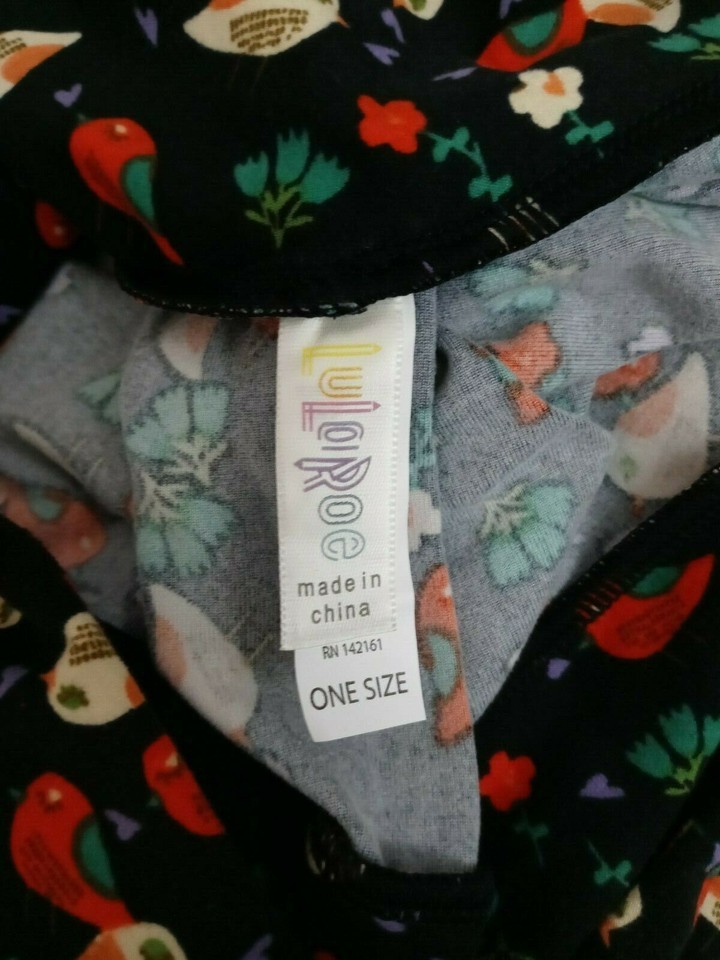 LuLaRoe
made in
china
RN 142161
ONE SIZE